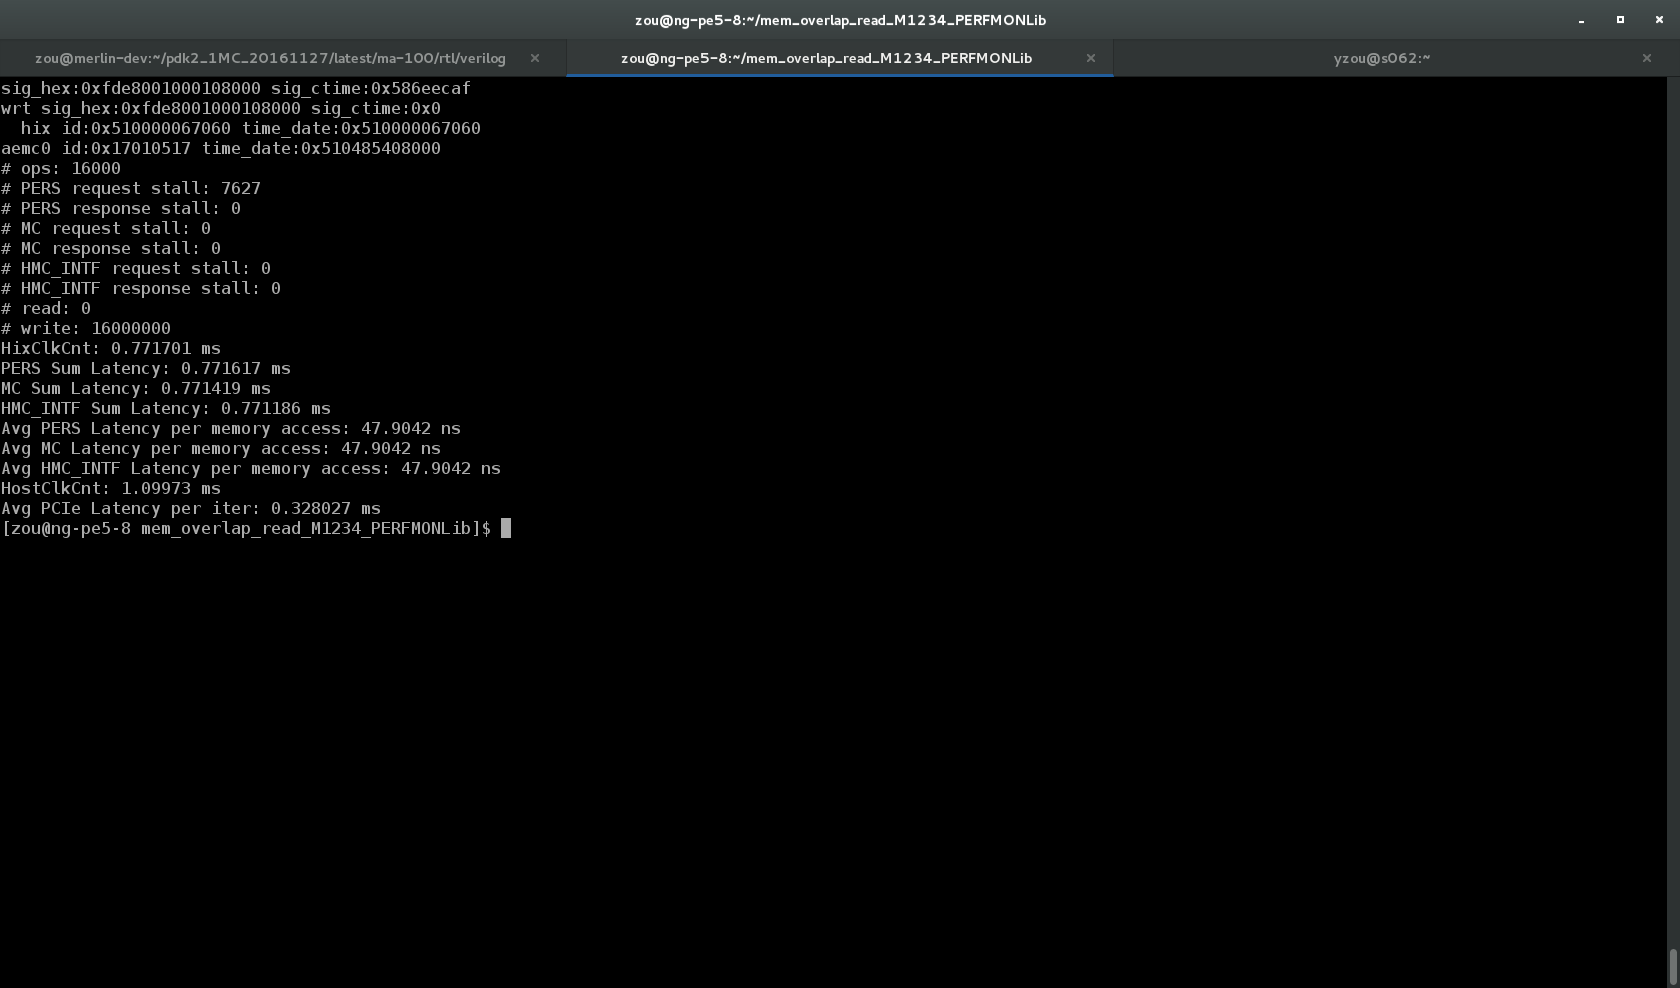 zou@ng-pe5-8:~/mem_overlap_read_M1234_PERFMONLib
zou@merlin-dev:~/pdk2_1MC_20161127/latest/ma-100/rtl/verilog
zou@ng-pe5-8:~/mem_overlap_read_M1234_PERFMONLib
yzou@s062:~
sig_hex:0xfde8001000108000 sig_ctime:0x586eecaf
wrt sig_hex:0xfde8001000108000 sig_ctime:0x0
  hix id:0x510000067060 time_date:0x510000067060
aemc0 id:0x17010517 time_date:0x510485408000
# ops: 16000
# PERS request stall: 7627
# PERS response stall: 0
# MC request stall: 0
# MC response stall: 0
# HMC_INTF request stall: 0
# HMC_INTF response stall: 0
# read: 0
# write: 16000000
HixClkCnt: 0.771701 ms
PERS Sum Latency: 0.771617 ms
MC Sum Latency: 0.771419 ms
HMC_INTF Sum Latency: 0.771186 ms
Avg PERS Latency per memory access: 47.9042 ns
Avg MC Latency per memory access: 47.9042 ns
Avg HMC_INTF Latency per memory access: 47.9042 ns
HostClkCnt: 1.09973 ms
Avg PCIe Latency per iter: 0.328027 ms
[zou@ng-pe5-8 mem_overlap_read_M1234_PERFMONLib]$